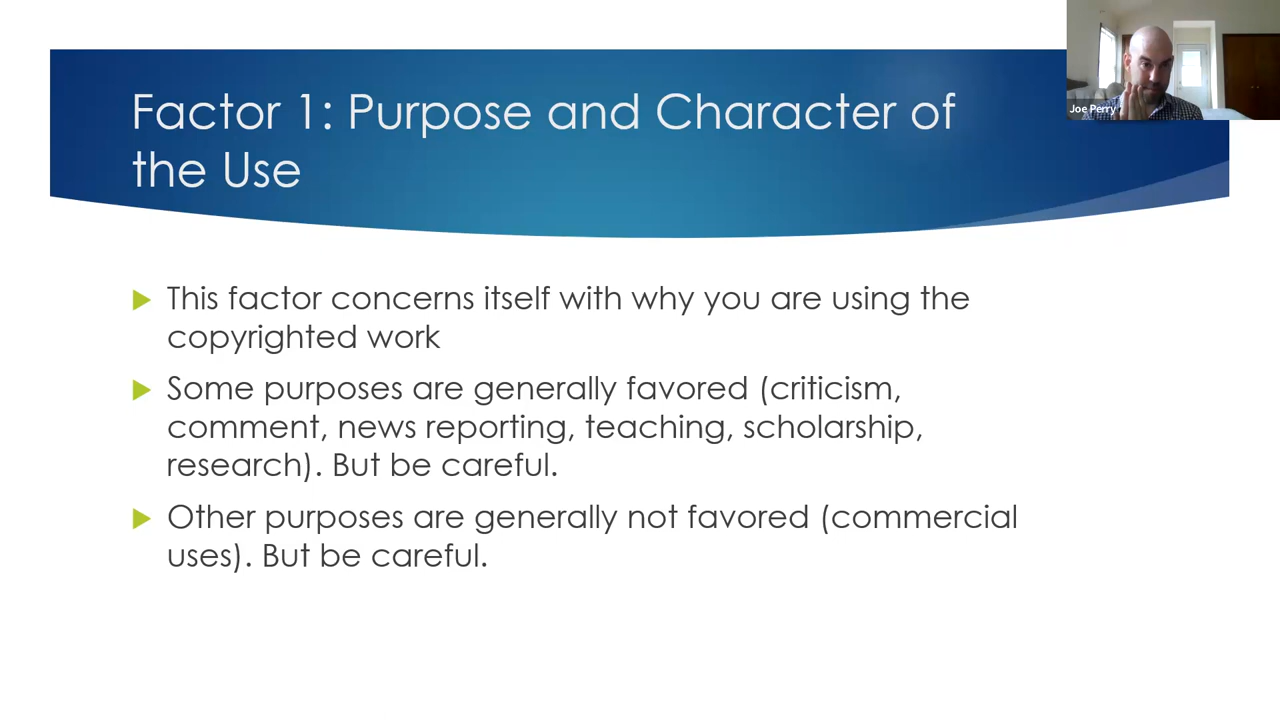 Factor 1: Purpose and Character of
the Use
Joe Perry
This factor concerns itself with why you are using the
copyrighted work
Some purposes are generally favored (criticism,
comment, news reporting, teaching, scholarship,
research). But be careful.
Other purposes are generally not favored (commercial
uses). But be careful.